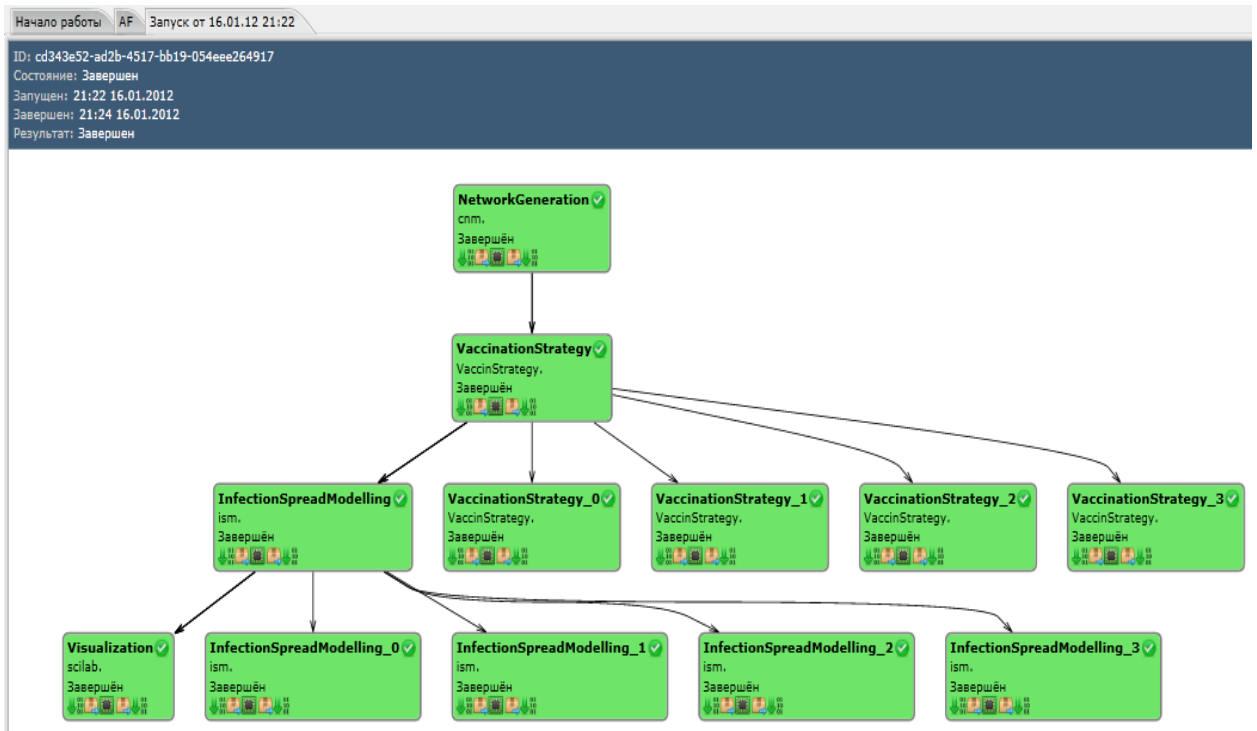 Начало работы AF Запуск от 16.01.12 21:22
ID: cd343e52-ad2b-4517-bb19-054eee264917
Состояние: Завершен
Запущен: 21:22 16.01.2012
Завершен: 21:24 16.01.2012
Результат: Завершен
NetworkGeneration
cnm.
Завершён
VaccinationStrategy
VaccinStrategy.
Завершён
InfectionSpreadModelling
ism.
Завершён
VaccinationStrategy_0
VaccinStrategy.
Завершён
VaccinationStrategy_1
VaccinStrategy.
Завершён
VaccinationStrategy_2
VaccinStrategy.
Завершён
VaccinationStrategy_3
VaccinStrategy.
Завершён
Visualization
scilab.
Завершён
InfectionSpreadModelling_0
ism.
Завершён
InfectionSpreadModelling_1
ism.
Завершён
InfectionSpreadModelling_2
ism.
Завершён
InfectionSpreadModelling_3
ism.
Завершён